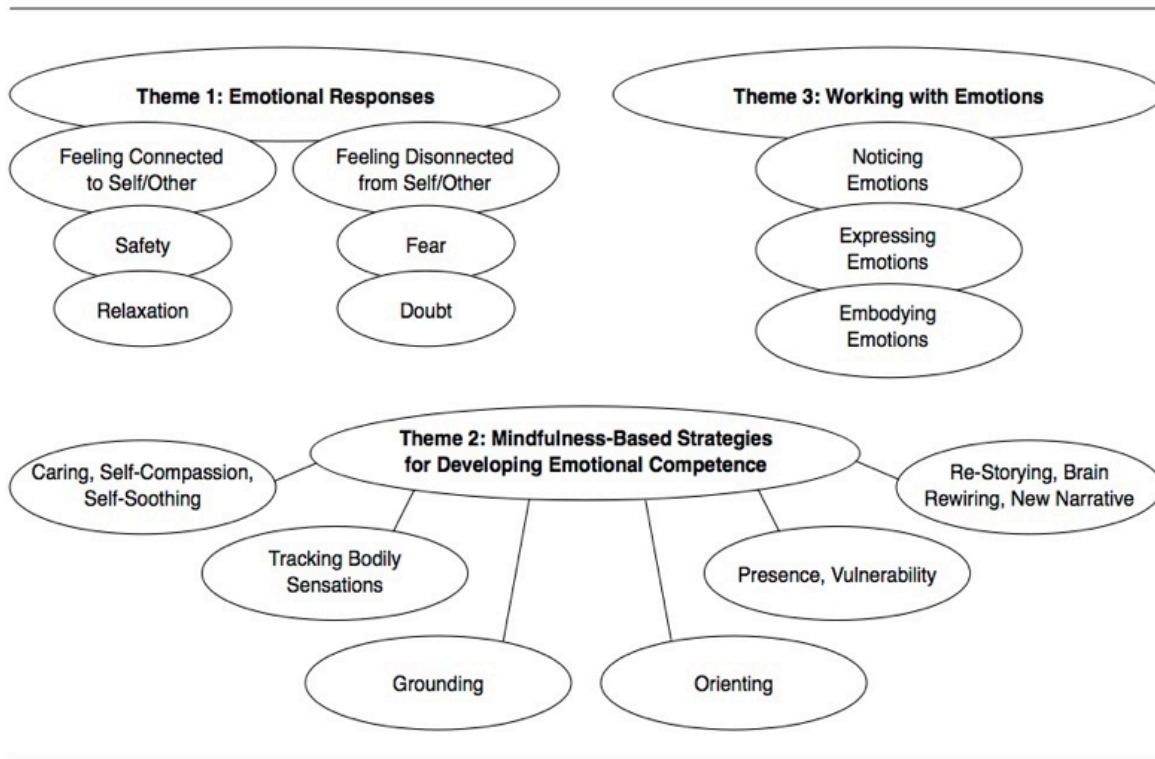 Theme 1: Emotional Responses
Feeling Connected
to Self/Other
Safety
Relaxation
Feeling Disonnected
from Self/Other
Fear
Doubt
Theme 3: Working with Emotions
Noticing
Emotions
Expressing
Emotions
Embodying
Emotions
Theme 2: Mindfulness-Based Strategies
for Developing Emotional Competence
Caring, Self-Compassion,
Self-Soothing
Tracking Bodily
Sensations
Grounding
Orienting
Presence, Vulnerability
Re-Storying, Brain
Rewiring, New Narrative